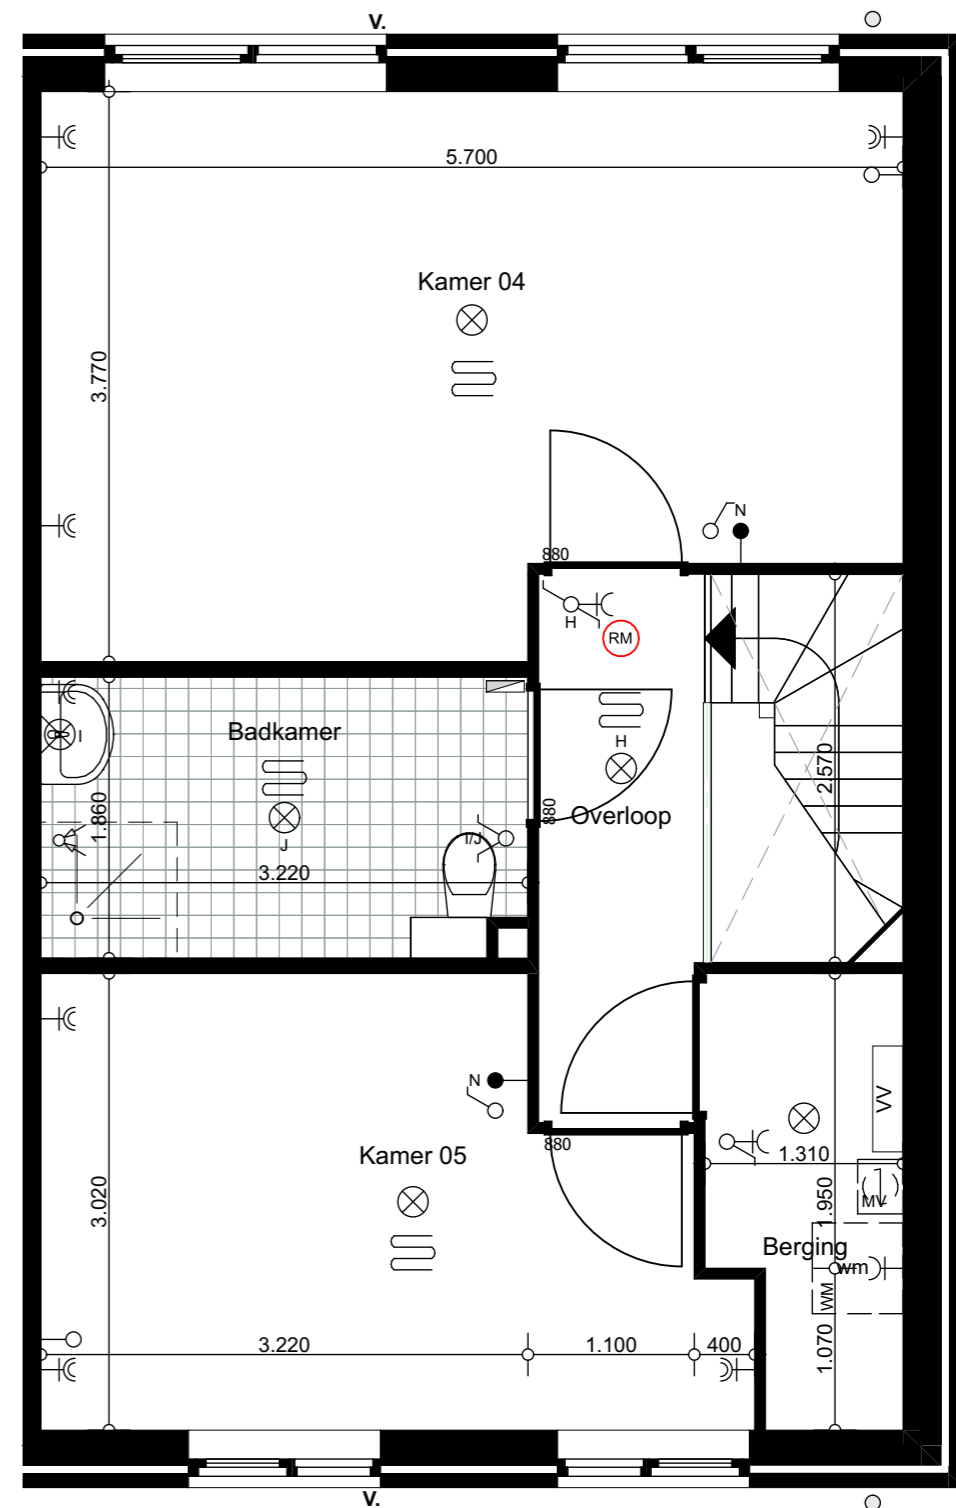 V.
5.700
Kamer 04
3.770
N
880
H
RM
Badkamer
I
H
2.570
1.860
880
Overloop
I/J
J
3.220
N
VV
880
Kamer 05
1.310
3.020
1.950
MV
Berging
wm
WM
3.220
1.100
400
1.070
V.